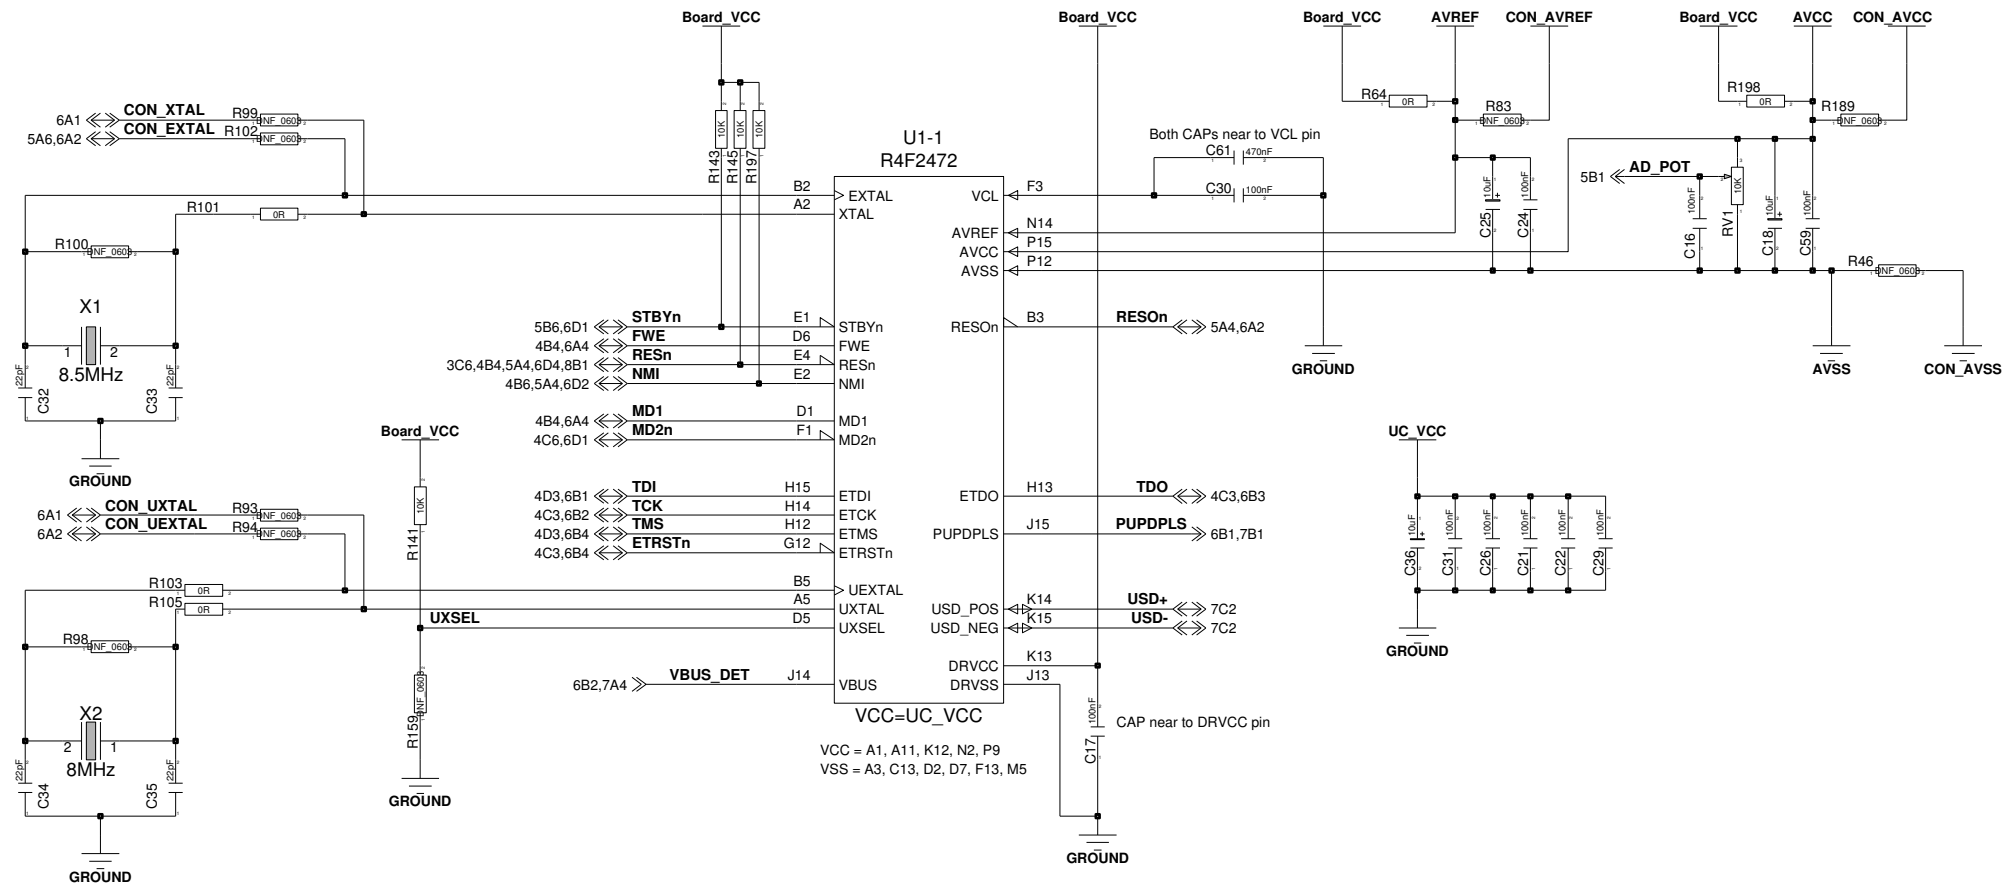 Board_VCC
Board_VCC
Board_VCC
AVREF
CON_AVREF
Board_VCC
AVCC
CON_AVCC
6A1
CON_XTAL
R99
DNF_0603
5A6,6A2
CON_EXTAL
R102
DNF_0603
R143
10K
R145
10K
R197
10K
R64
0R
R83
DNF_0603
R198
0R
R189
DNF_0603
U1-1
R4F2472
Both CAPs near to VCL pin
C61
470nF
C30
100nF
5B1
AD_POT
10K
RV1
100nF
C16
10uF
C18
100nF
C59
10uF
C25
100nF
C24
B2
EXTAL
A2
XTAL
R101
0R
R100
DNF_0603
X1
1
2
8.5MHz
22pF
C32
22pF
C33
GROUND
VCL
F3
AVREF
N14
AVCC
P15
AVSS
P12
R46
DNF_0603
AVSS
CON_AVSS
GROUND
5B6,6D1
STBYn
E1
STBYn
4B4,6A4
FWE
D6
FWE
3C6,4B4,5A4,6D4,8B1
RESn
E4
RESn
4B6,5A4,6D2
NMI
E2
NMI
4B4,6A4
MD1
D1
MD1
4C6,6D1
MD2n
F1
MD2n
RESOn
B3
RESOn
5A4,6A2
Board_VCC
10K
R141
UC_VCC
10uF
C36
100nF
C31
100nF
C26
100nF
C21
100nF
C22
100nF
C29
GROUND
4D3,6B1
TDI
H15
ETDI
4C3,6B2
TCK
H14
ETCK
4D3,6B4
TMS
H12
ETMS
4C3,6B4
ETRSTn
G12
ETRSTn
ETDO
H13
TDO
4C3,6B3
PUPDPLS
J15
PUPDPLS
6B1,7B1
6A1
CON_UXTAL
R93
DNF_0603
6A2
CON_UEXTAL
R94
DNF_0603
R103
0R
R105
0R
B5
UEXTAL
A5
UXTAL
UXSEL
D5
UXSEL
USD_POS
K14
USD+
7C2
USD_NEG
K15
USD-
7C2
R98
DNF_0603
X2
2
1
8MHz
22pF
C34
22pF
C35
GROUND
DNF_0603
R159
GROUND
6B2,7A4
VBUS_DET
J14
VBUS
DRVCC
K13
DRVSS
J13
VCC=UC_VCC
VCC = A1, A11, K12, N2, P9
VSS = A3, C13, D2, D7, F13, M5
100nF
C17
CAP near to DRVCC pin
GROUND